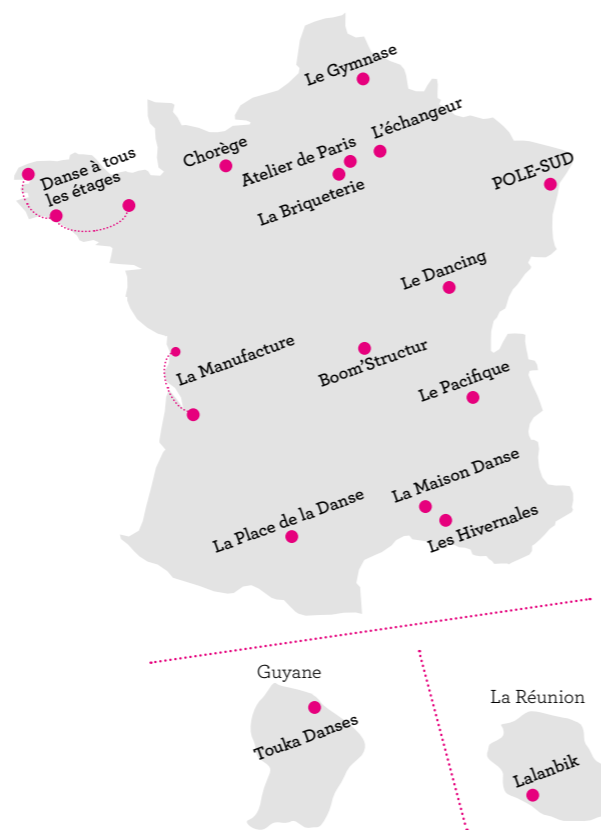 Le Gymnase
L'échangeur
Chorège
Atelier de Paris
Danse à tous
les étages
La Briqueterie
POLE-SUD
Le Dancing
La Manufacture
Boom'Structur
Le Pacifique
La Maison Danse
La Place de la Danse
Les Hivernales
Guyane
Touka Danses
La Réunion
Lalanbik